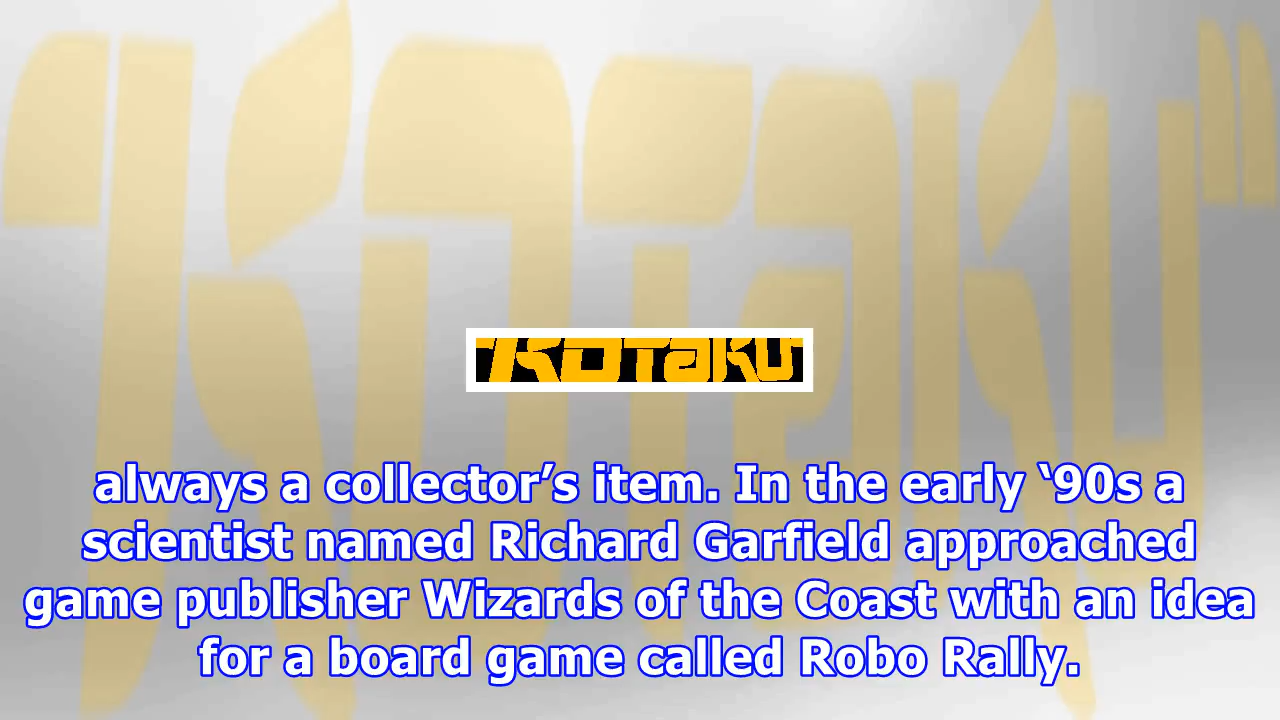 "KOTaKU"
KOTaKU
always a collector’s item. In the early ‘90s a
scientist named Richard Garfield approached
game publisher Wizards of the Coast with an idea
for a board game called Robo Rally.